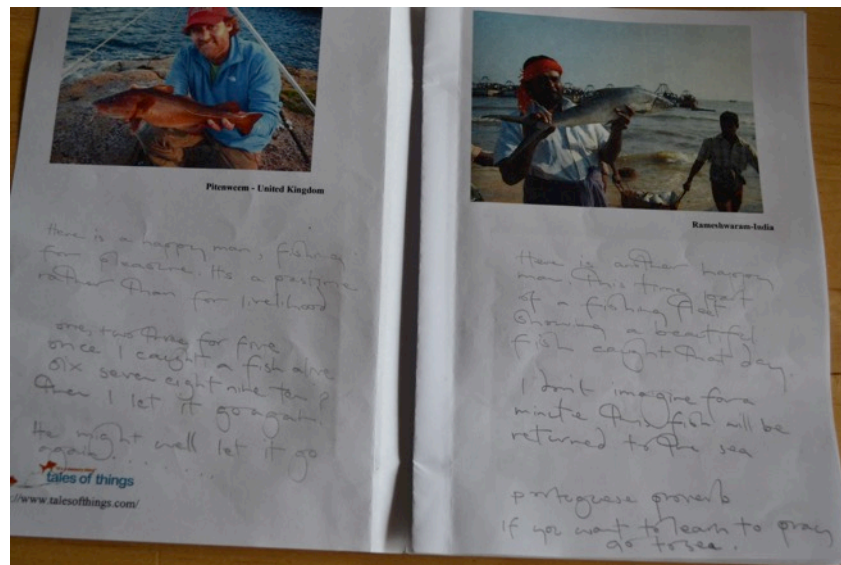 Pitenweem - United Kingdom
Here is a happy man, fishing
for pleasure. Its a pastime
rather than for livelihood
one, two three for five
once I caught a fish alive
six seven eight nine ten
then I let it go again
He might well let it go
again. . . . . .
tales of things
://www.talesofthings.com/
Rameshwaram-India
Here is another happy
man. This time part
of a fishing fleet
showing a beautiful
fish caught that day.
I don't imagine for a
minute this fish will be
returned to the sea
portuguese proverb
If you want to learn to pray
go to sea.